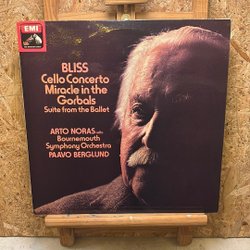 EMI
BLISS
Cello Concerto
Miracle in the
Gorbals
Suite from the Ballet
ARTO NORAS cello
Bournemouth
Symphony Orchestra
PAAVO BERGLUND